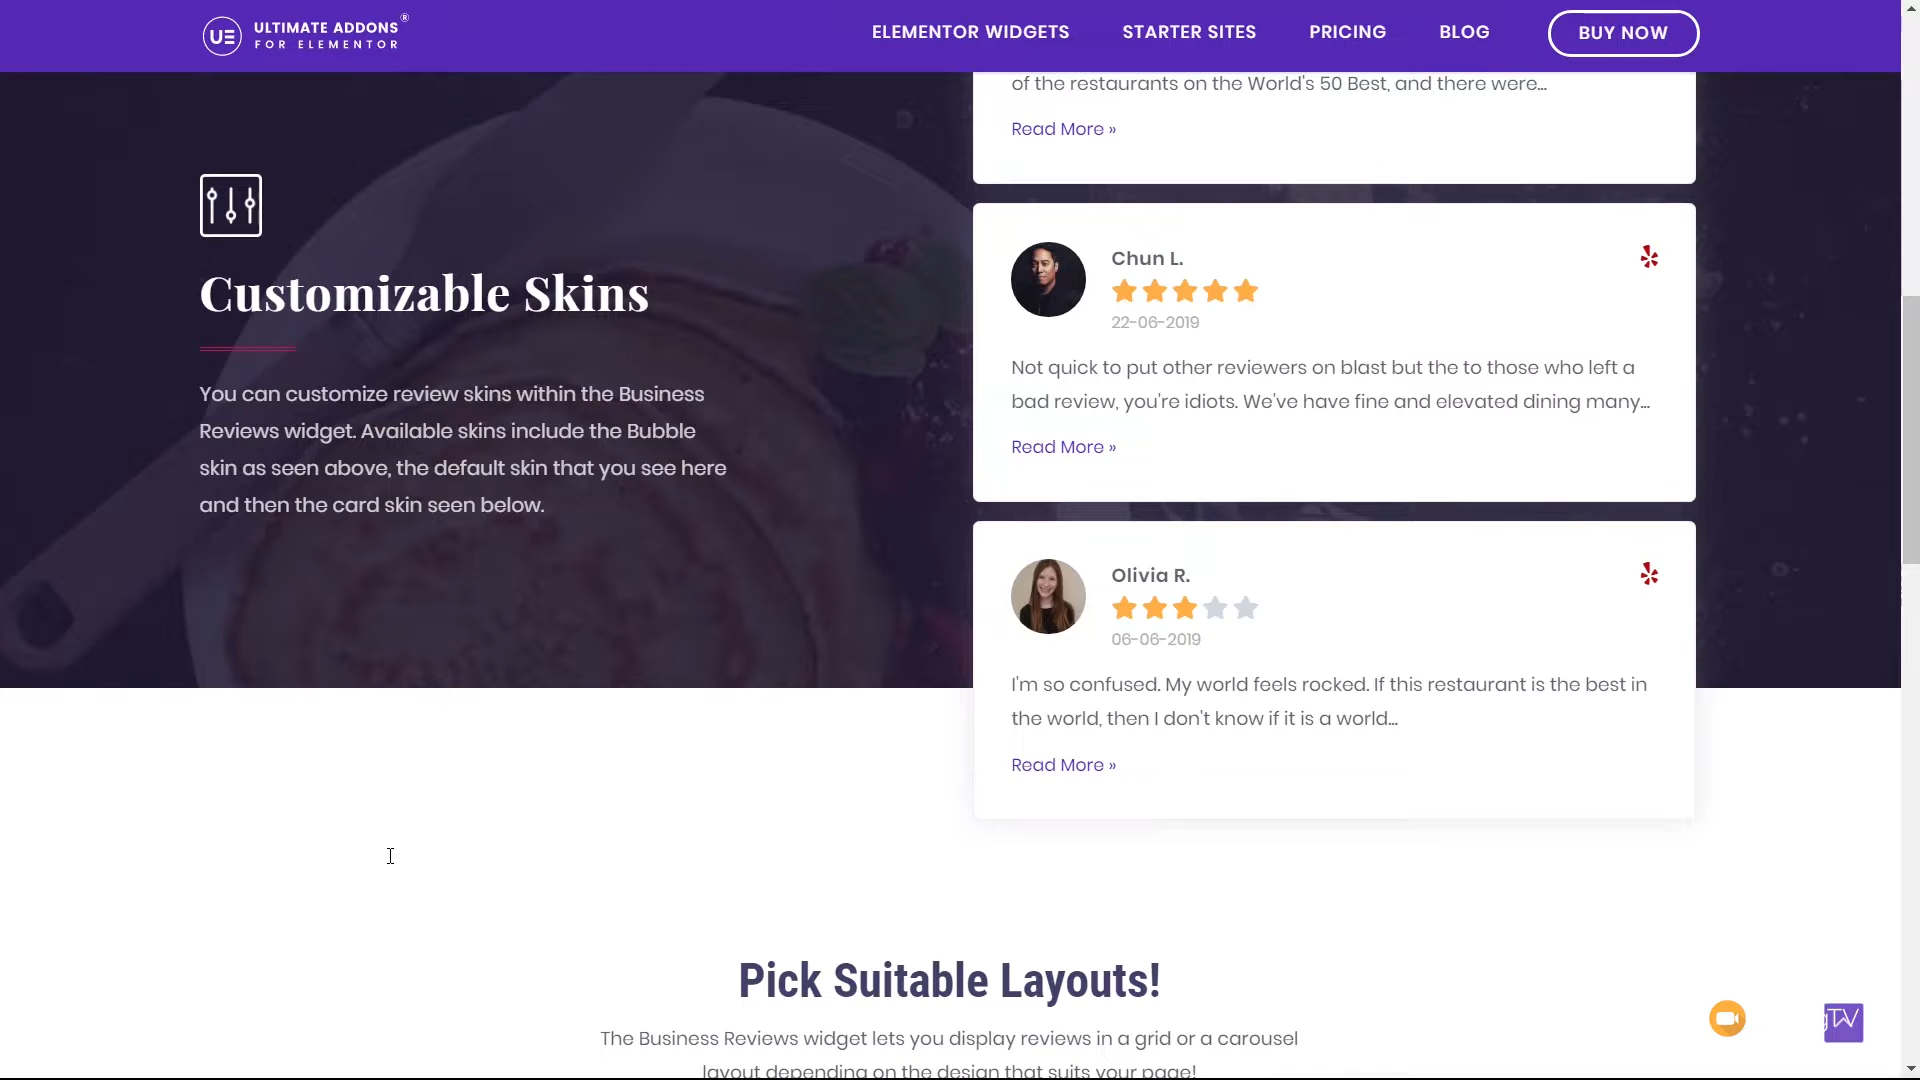 UE
ULTIMATE ADDONS®
FOR ELEMENTOR
ELEMENTOR WIDGETS
STARTER SITES
PRICING
BLOG
BUY NOW
Customizable Skins
You can customize review skins within the Business
Reviews widget. Available skins include the Bubble
skin as seen above, the default skin that you see here
and then the card skin seen below.
of the restaurants on the World's 50 Best, and there were...
Read More »
Chun L.
22-06-2019
Not quick to put other reviewers on blast but the to those who left a
bad review, you're idiots. We've have fine and elevated dining many...
Read More »
Olivia R.
06-06-2019
I'm so confused. My world feels rocked. If this restaurant is the best in
the world, then I don't know if it is a world...
Read More »
Pick Suitable Layouts!
The Business Reviews widget lets you display reviews in a grid or a carousel
layout depending on the design that suits your page!